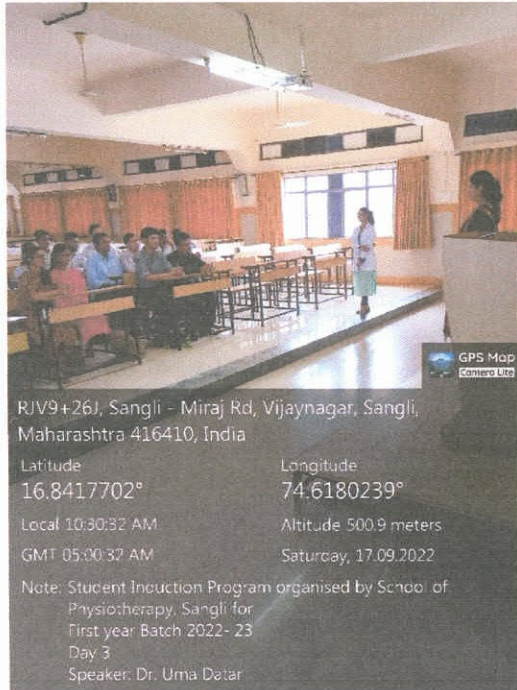 GPS Map
Camera Lite
RJV9+26J, Sangli - Miraj Rd, Vijaynagar, Sangli,
Maharashtra 416410, India
Latitude
Longitude
16.8417702°
74.6180239°
Local 10:30:32 AM
Altitude 500.9 meters
GMT 05:00:32 AM
Saturday, 17.09.2022
Note: Student Induction Program organised by School of
Physiotherapy, Sangli for
First year Batch 2022- 23
Day 3
Speaker: Dr. Uma Datar